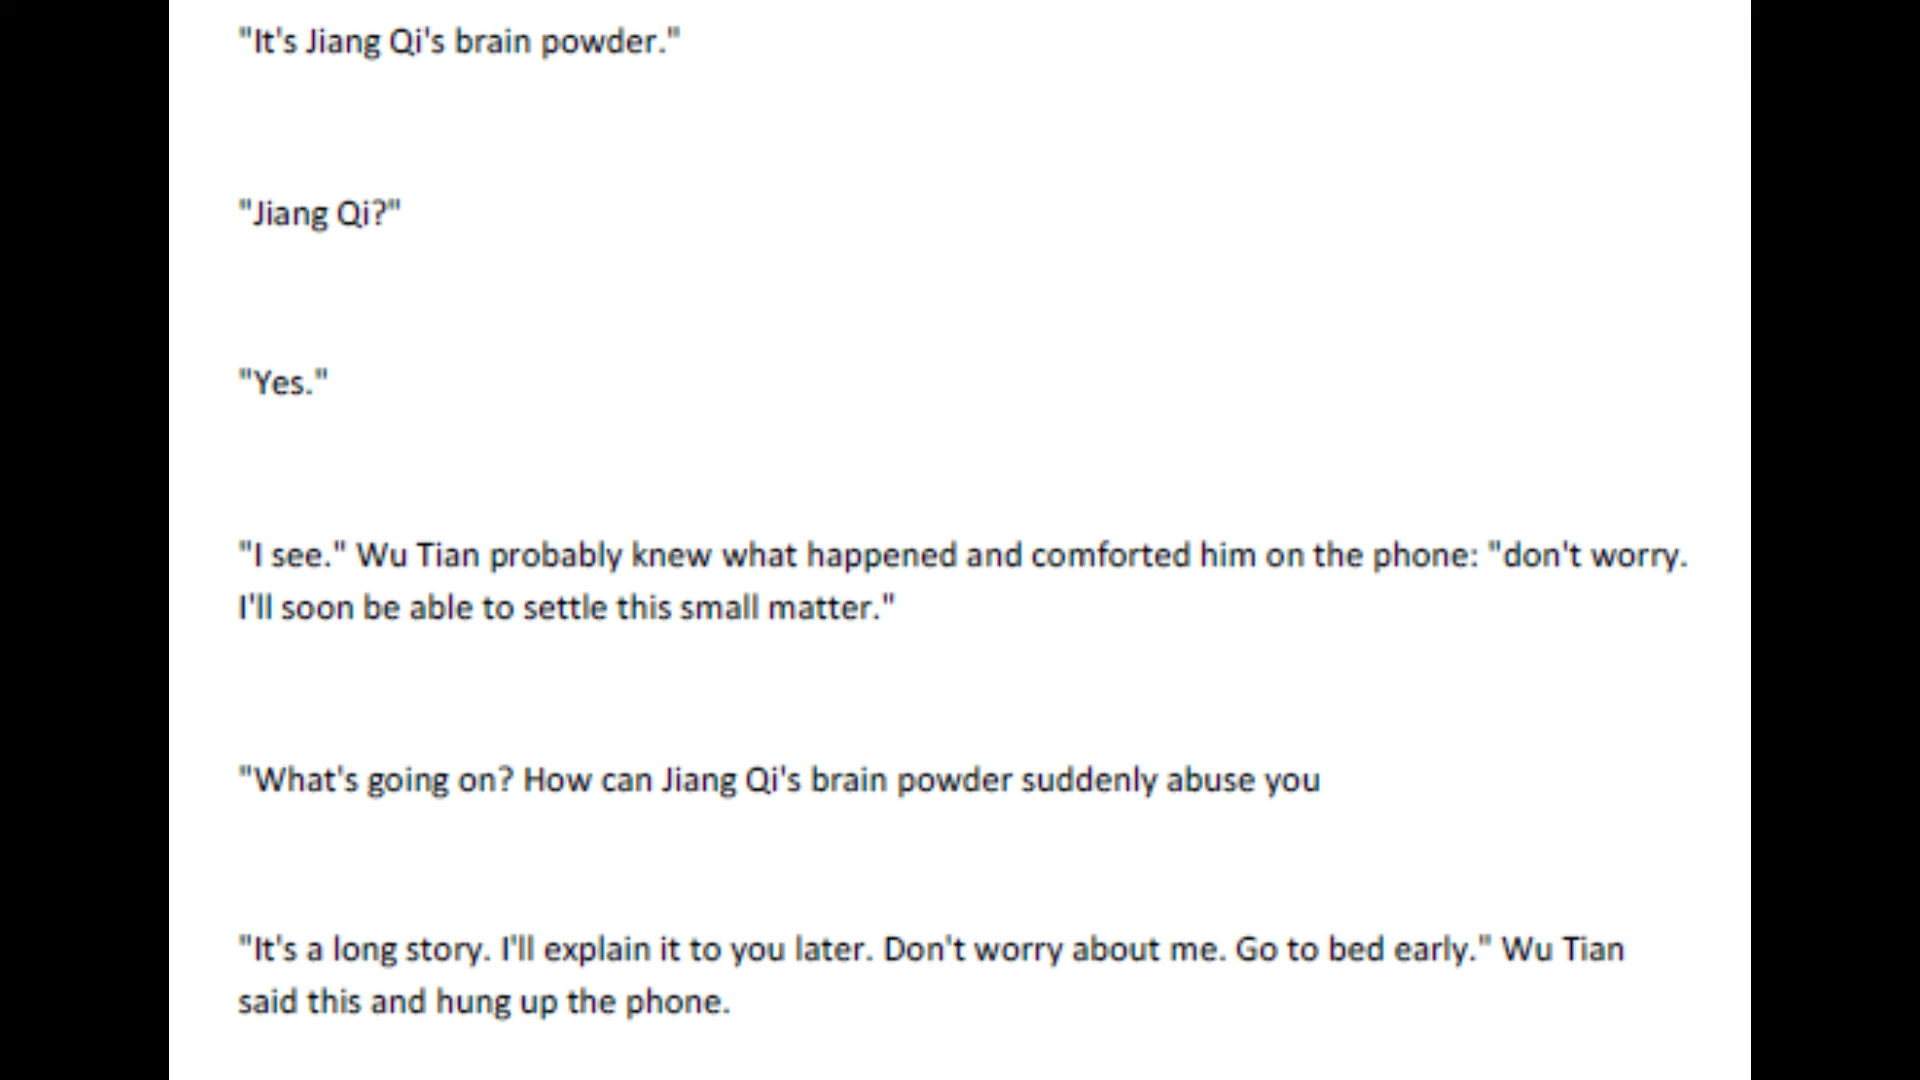 "It's Jiang Qi's brain powder."
"Jiang Qi?"
"Yes."
"I see." Wu Tian probably knew what happened and comforted him on the phone: "don't worry.
I'll soon be able to settle this small matter."
"What's going on? How can Jiang Qi's brain powder suddenly abuse you
"It's a long story. I'll explain it to you later. Don't worry about me. Go to bed early." Wu Tian
said this and hung up the phone.